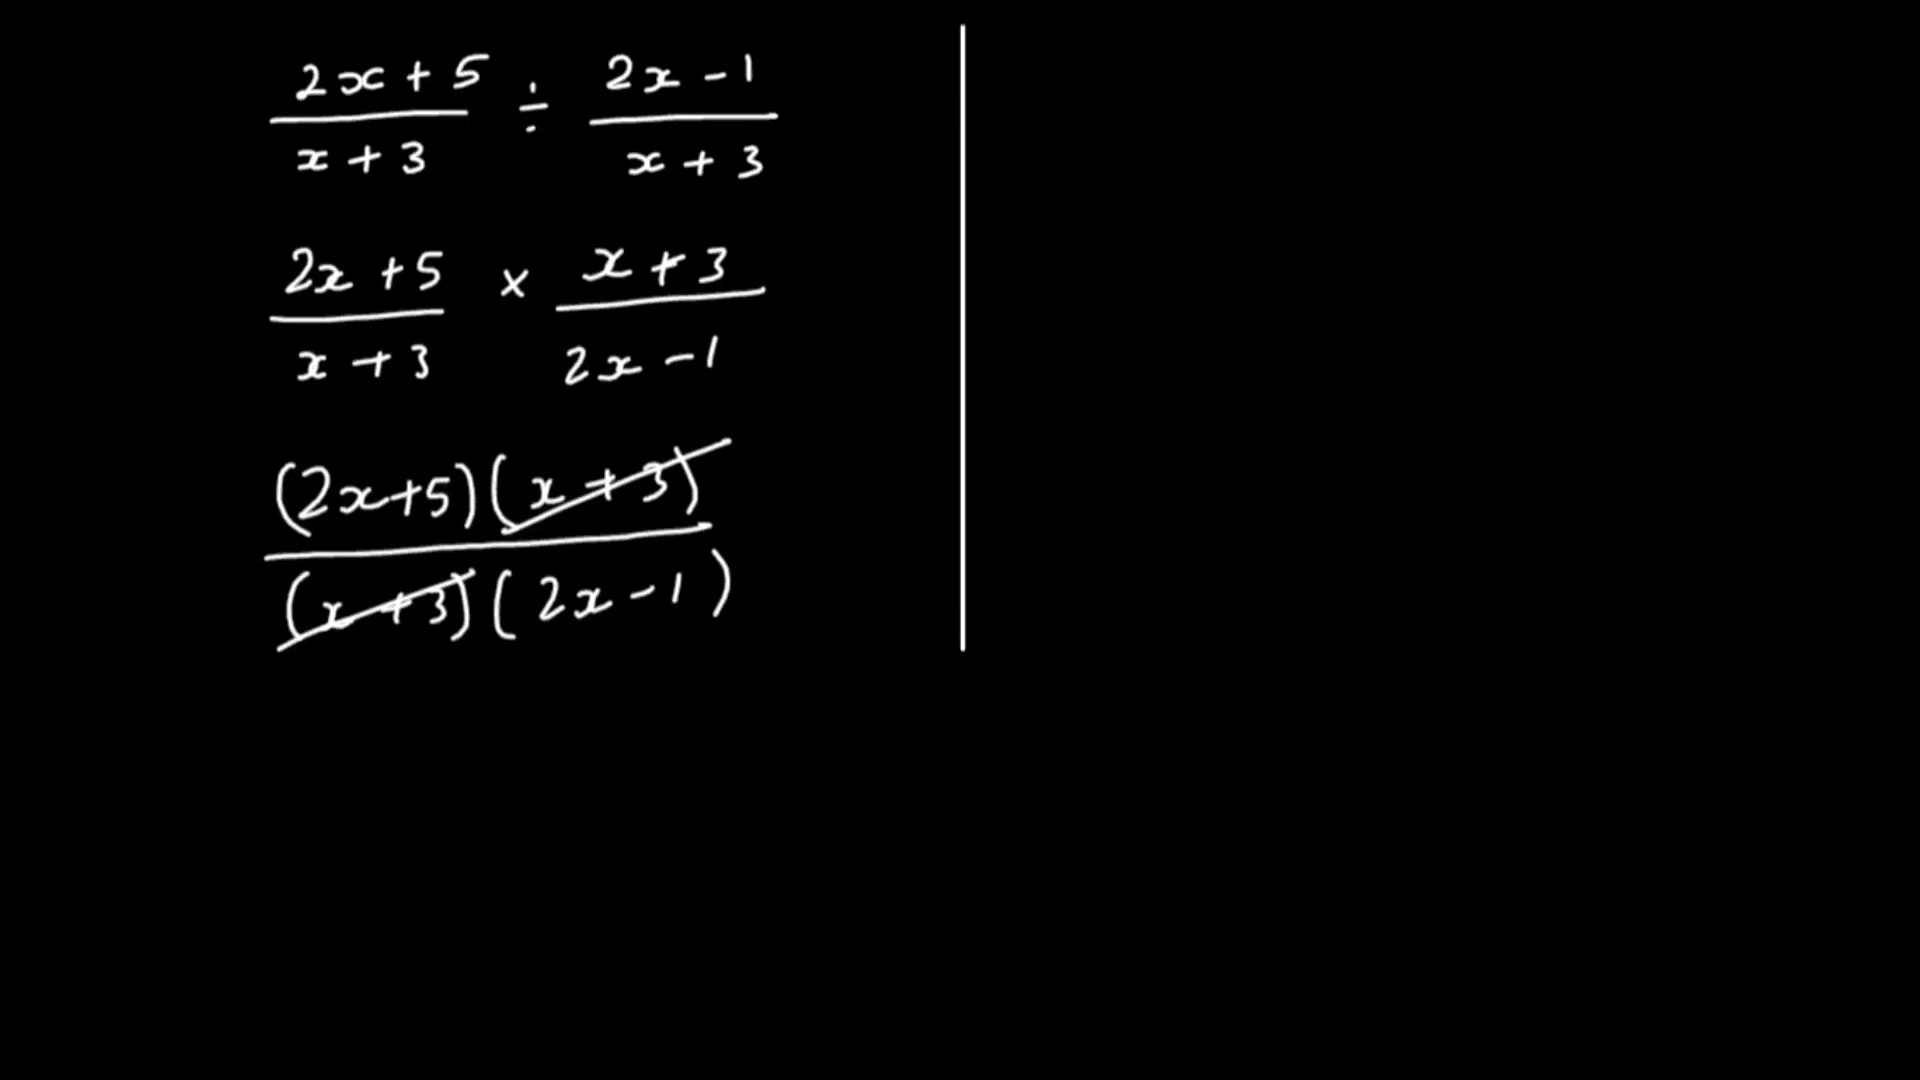 2x + 5 ÷ 2x - 1
x + 3 x + 3
2x + 5 × x + 3
x + 3 2x - 1
(2x+5)(x + 3)
(x + 3)(2x - 1)